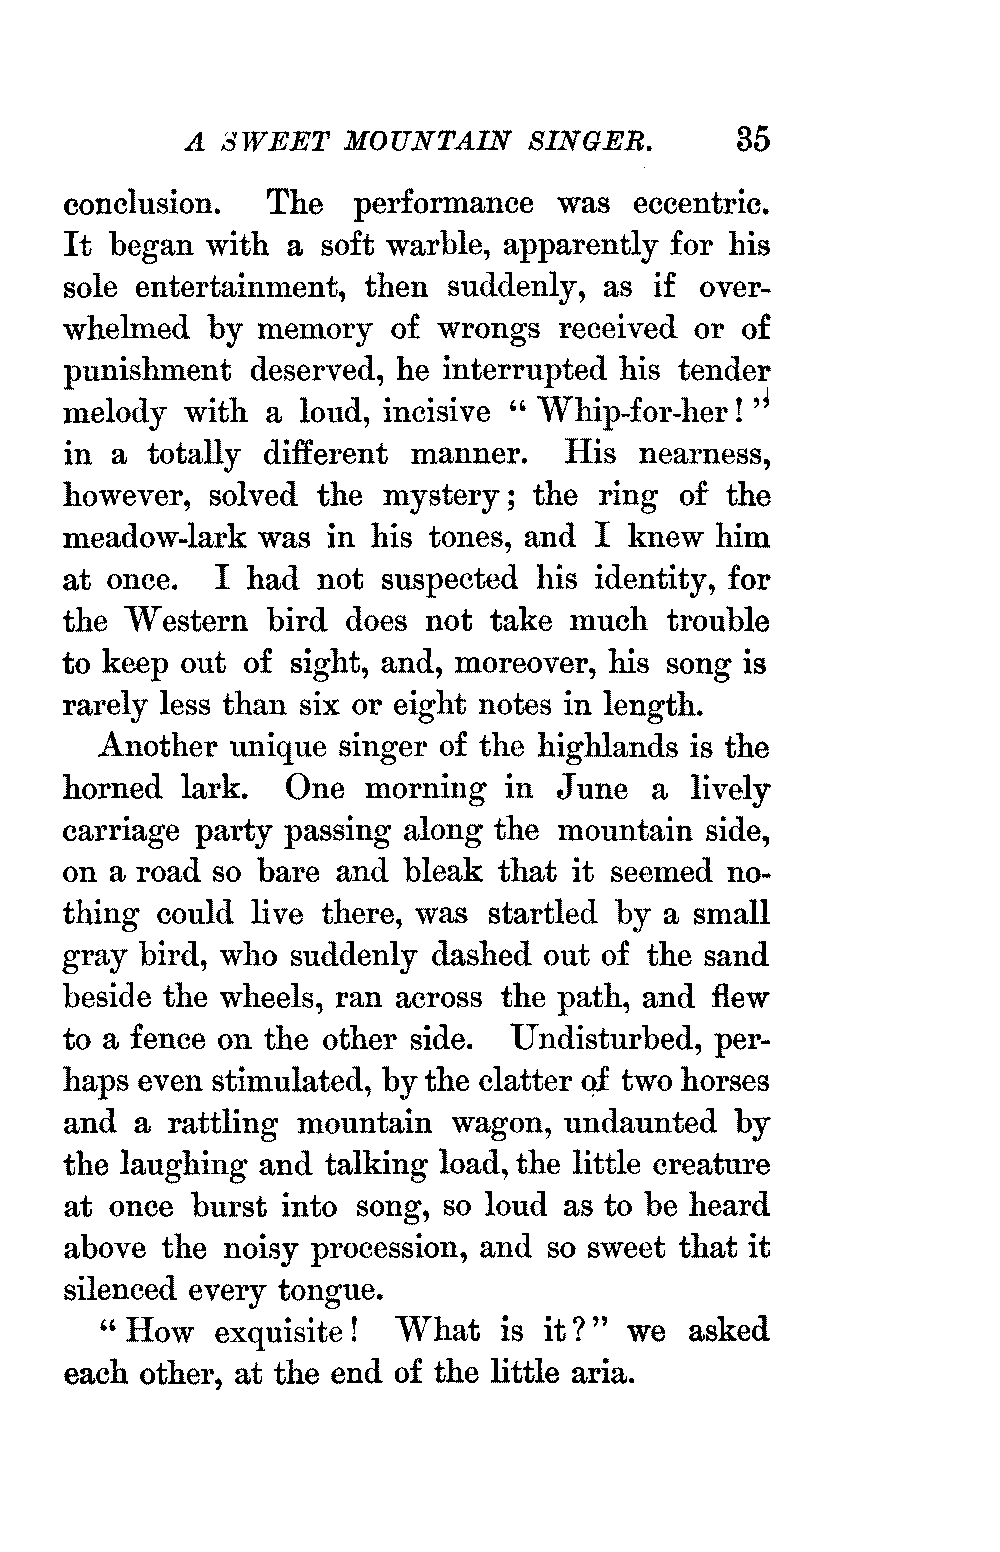 A SWEET MOUNTAIN SINGER. 35
conclusion. The performance was eccentric.
It began with a soft warble, apparently for his
sole entertainment, then suddenly, as if over-
whelmed by memory of wrongs received or of
punishment deserved, he interrupted his tender
melody with a loud, incisive “ Whip-for-her ! ”
in a totally different manner. His nearness,
however, solved the mystery ; the ring of the
meadow-lark was in his tones, and I knew him
at once. I had not suspected his identity, for
the Western bird does not take much trouble
to keep out of sight, and, moreover, his song is
rarely less than six or eight notes in length.
Another unique singer of the highlands is the
horned lark. One morning in June a lively
carriage party passing along the mountain side,
on a road so bare and bleak that it seemed no-
thing could live there, was startled by a small
gray bird, who suddenly dashed out of the sand
beside the wheels, ran across the path, and flew
to a fence on the other side. Undisturbed, per-
haps even stimulated, by the clatter of two horses
and a rattling mountain wagon, undaunted by
the laughing and talking load, the little creature
at once burst into song, so loud as to be heard
above the noisy procession, and so sweet that it
silenced every tongue.
“ How exquisite ! What is it ? ” we asked
each other, at the end of the little aria.